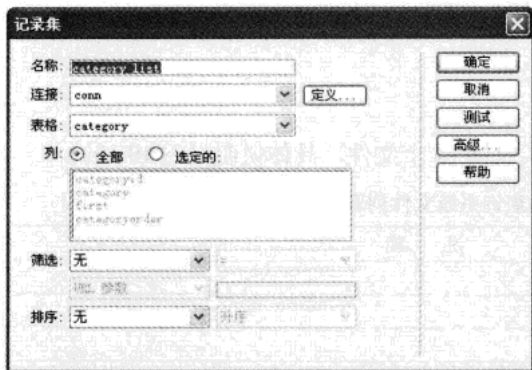 记录集
名称: category_list 确定
连接: conn 定义... 取消
表格: category 测试
列: 全部 选定的: 高级...
帮助
categoryid
category
first
categoryorder
筛选: 无 =
URL 参数
排序: 无 升序